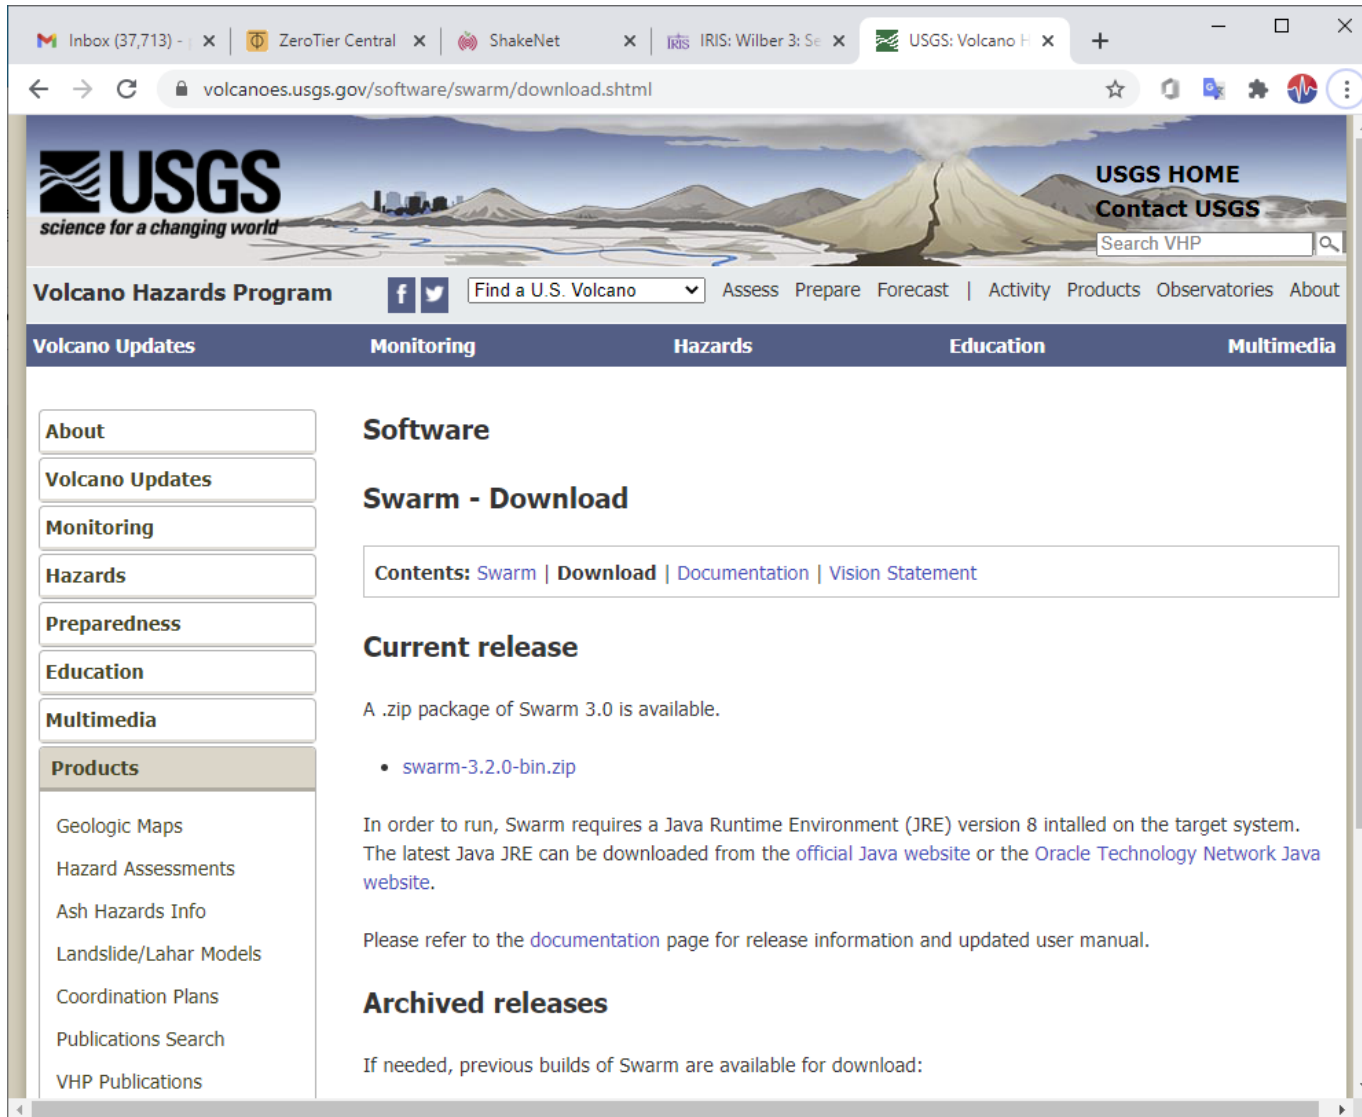 Inbox (37,713) -
ZeroTier Central
ShakeNet
IRIS IRIS: Wilber 3: Se
USGS: Volcano H
volcanoes.usgs.gov/software/swarm/download.shtml
USGS
science for a changing world
USGS HOME
Contact USGS
Search VHP
Volcano Hazards Program
f
Find a U.S. Volcano
Assess Prepare Forecast | Activity Products Observatories About
Volcano Updates Monitoring Hazards Education Multimedia
About
Volcano Updates
Monitoring
Hazards
Preparedness
Education
Multimedia
Products
Geologic Maps
Hazard Assessments
Ash Hazards Info
Landslide/Lahar Models
Coordination Plans
Publications Search
VHP Publications
Software
Swarm - Download
Contents: Swarm | Download | Documentation | Vision Statement
Current release
A .zip package of Swarm 3.0 is available.
• swarm-3.2.0-bin.zip
In order to run, Swarm requires a Java Runtime Environment (JRE) version 8 intalled on the target system.
The latest Java JRE can be downloaded from the official Java website or the Oracle Technology Network Java
website.
Please refer to the documentation page for release information and updated user manual.
Archived releases
If needed, previous builds of Swarm are available for download: